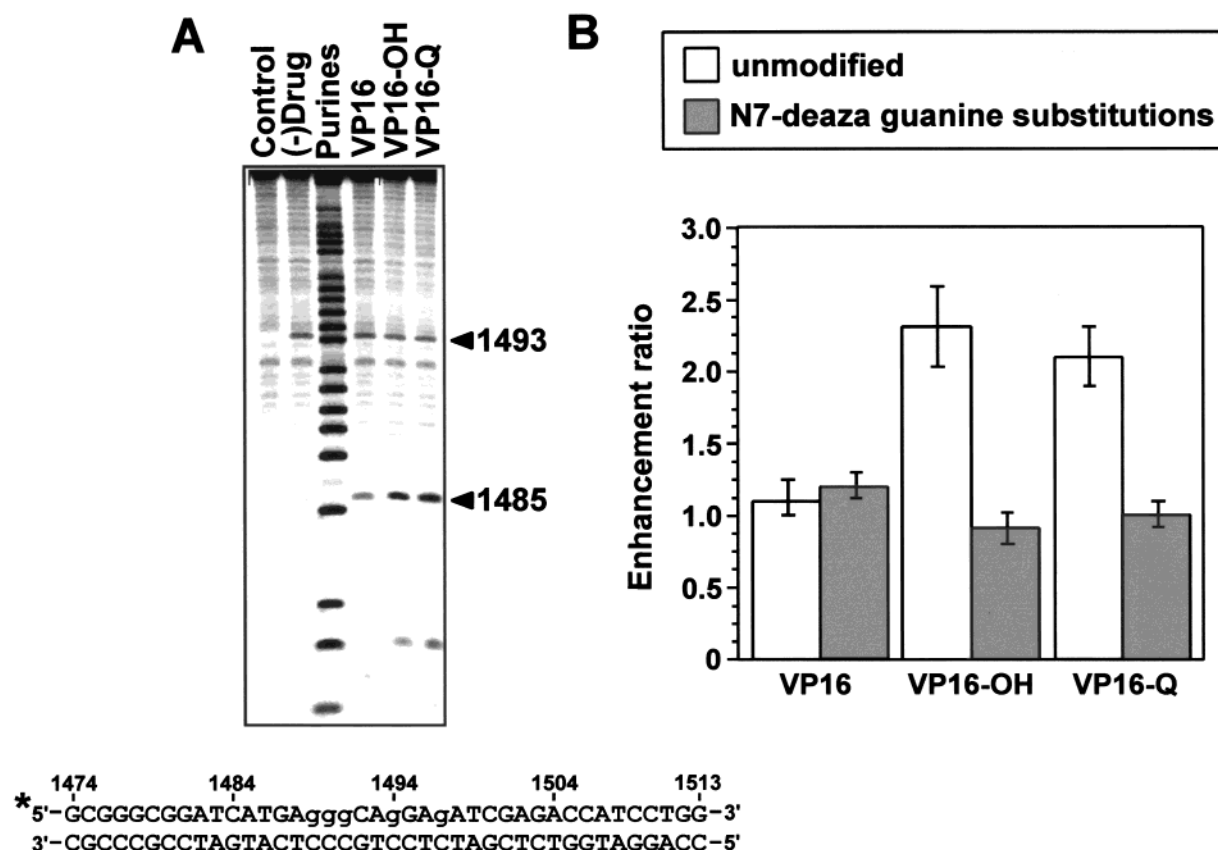 A
Control
(-)Drug
Purines
VP16
VP16-OH
VP16-Q
1493
1485
B
unmodified
N7-deaza guanine substitutions
Enhancement ratio
3.0
2.5
2.0
1.5
1.0
0.5
0
VP16 VP16-OH VP16-Q
1474 1484 1494 1504 1513
*5'-GCGGGCGGATCATGAgggCAgGAgATCGAGACCATCCTGG-3'
3'-CGCCCGCCTAGTACTCCCGTCCTCTAGCTCTGGTAGGACC-5'